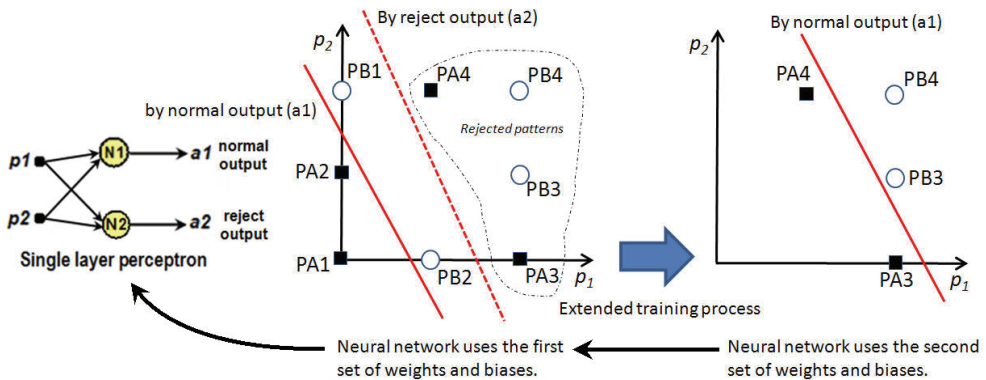 p1
p2
N1
N2
a1
a2
normal
output
reject
output
Single layer perceptron
By reject output (a2)
by normal output (a1)
p2
PB1
PA4
PB4
Rejected patterns
PA2
PB3
PA1
PB2
PA3
p1
Extended training process
By normal output (a1)
p2
PA4
PB4
PB3
PA3
p1
Neural network uses the first
set of weights and biases.
Neural network uses the second
set of weights and biases.